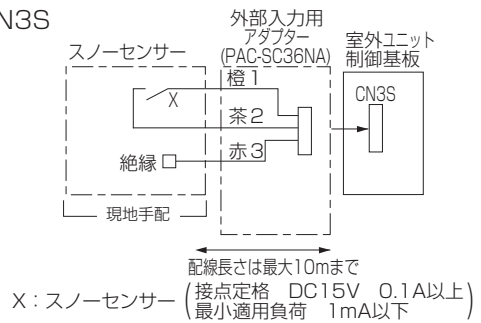 N3S
スノーセンサー
外部入力用
アダプター
(PAC-SC36NA)
室外ユニット
制御基板
CN3S
橙1
X
茶2
赤3
絶縁
現地手配
配線長さは最大10mまで
X：スノーセンサー（接点定格　DC15V　0.1A以上
最小適用負荷　1mA以下）